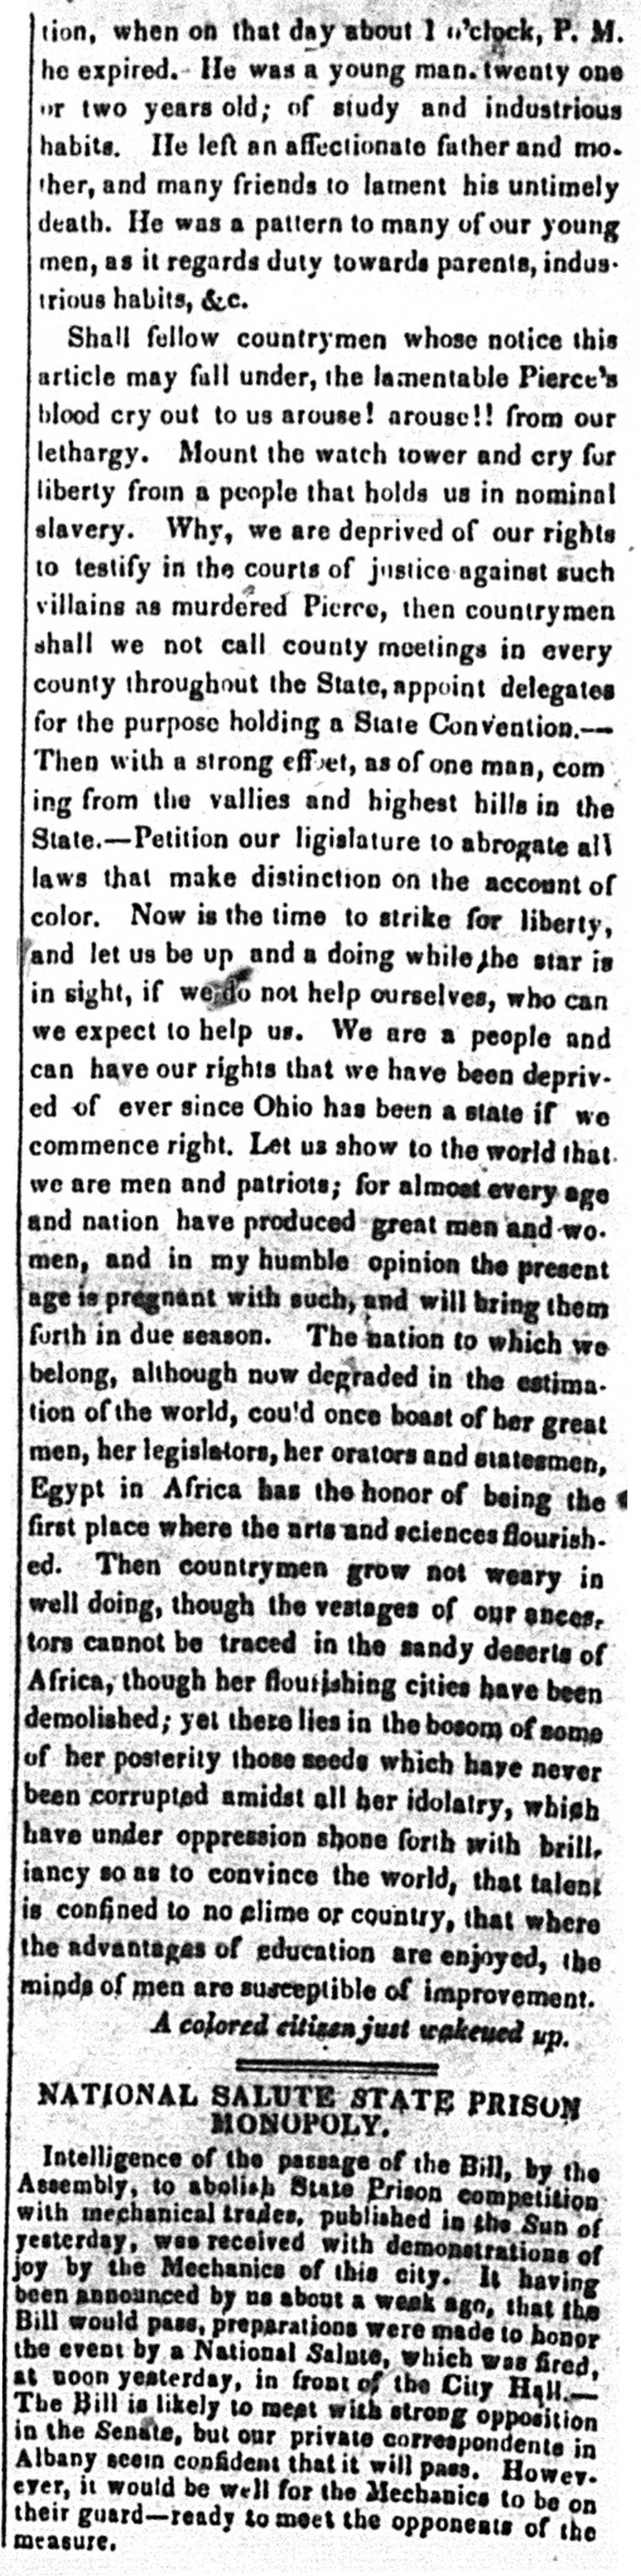 tion, when on that day about 1 o'clock, P. M.
he expired. He was a young man. twenty one
or two years old; of study and industrious
habits. He left an affectionate father and mo-
ther, and many friends to lament his untimely
death. He was a pattern to many of our young
men, as it regards duty towards parents, indus-
trious habits, &c.
Shall fellow countrymen whose notice this
article may fall under, the lamentable Pierce's
blood cry out to us arouse! arouse!! from our
lethargy. Mount the watch tower and cry for
liberty from a people that holds us in nominal
slavery. Why, we are deprived of our rights
to testify in the courts of justice against such
villains as murdered Pierce, then countrymen
shall we not call county meetings in every
county throughout the State, appoint delegates
for the purpose holding a State Convention.—
Then with a strong effort, as of one man, com
ing from the vallies and highest hills in the
State.—Petition our ligislature to abrogate all
laws that make distinction on the account of
color. Now is the time to strike for liberty,
and let us be up and a doing while the star is
in sight, if we do not help ourselves, who can
we expect to help us. We are a people and
can have our rights that we have been depriv-
ed of ever since Ohio has been a state if we
commence right. Let us show to the world that
we are men and patriots; for almost every age
and nation have produced great men and wo-
men, and in my humble opinion the present
age is pregnant with such, and will bring them
forth in due season. The nation to which we
belong, although now degraded in the estima-
tion of the world, cou'd once boast of her great
men, her legislators, her orators and statesmen,
Egypt in Africa has the honor of being the
first place where the arts and sciences flourish-
ed. Then countrymen grow not weary in
well doing, though the vestages of our ances-
tors cannot be traced in the sandy deserts of
Africa, though her flourishing cities have been
demolished; yet there lies in the bosom of some
of her posterity those seeds which have never
been corrupted amidst all her idolatry, which
have under oppression shone forth with brill-
iancy so as to convince the world, that talent
is confined to no clime or country, that where
the advantages of education are enjoyed, the
minds of men are susceptible of improvement.
A colored citizen just wakened up.
NATIONAL SALUTE STATE PRISON
MONOPOLY.
Intelligence of the passage of the Bill, by the
Assembly, to abolish State Prison competition
with mechanical trades, published in the Sun of
yesterday, was received with demonstrations of
joy by the Mechanics of this city. It having
been announced by us about a week ago, that the
Bill would pass, preparations were made to honor
the event by a National Salute, which was fired,
at noon yesterday, in front of the City Hall.—
The Bill is likely to meet with strong opposition
in the Senate, but our private correspondents in
Albany seem confident that it will pass. Howev-
ever, it would be well for the Mechanics to be on
their guard—ready to meet the opponents of the
measure.